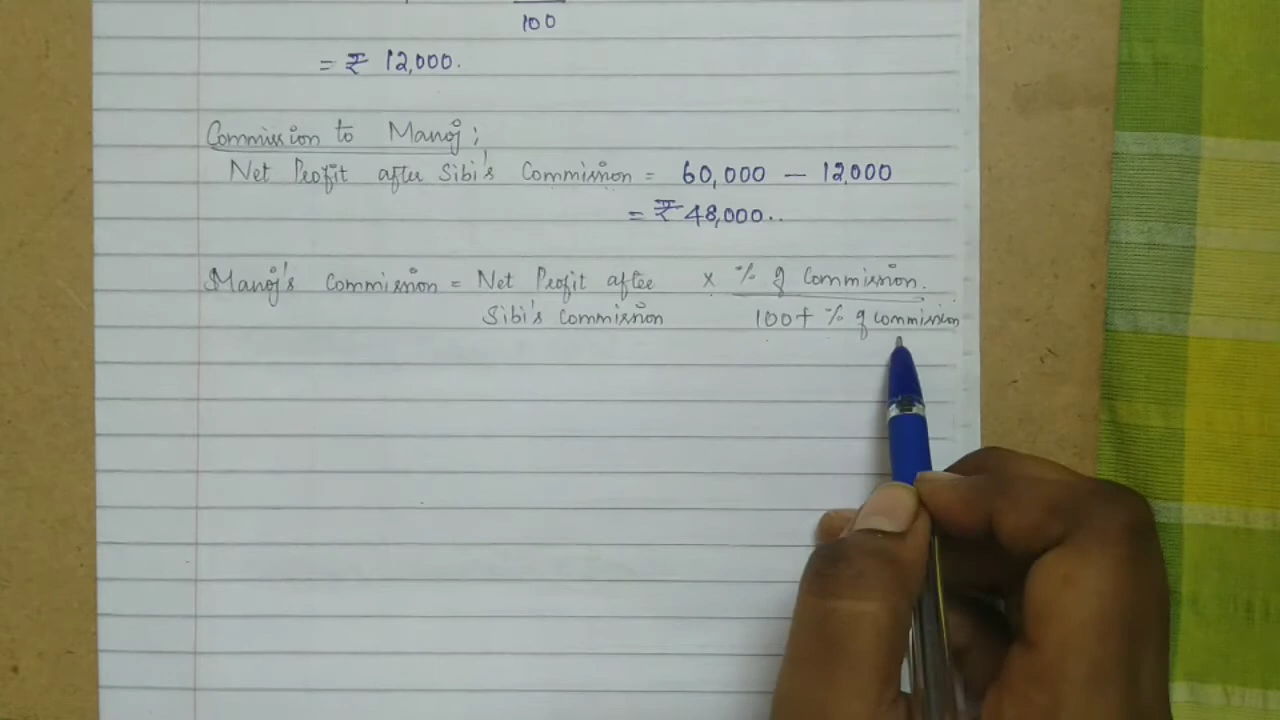 100
= ₹ 12,000.
Commission to Manoj;
Net Profit after Sibi's Commission = 60,000 – 12,000
= ₹ 48,000..
Manoj's Commission = Net Profit after × % of Commission.
Sibi's Commission 100+ % of commission